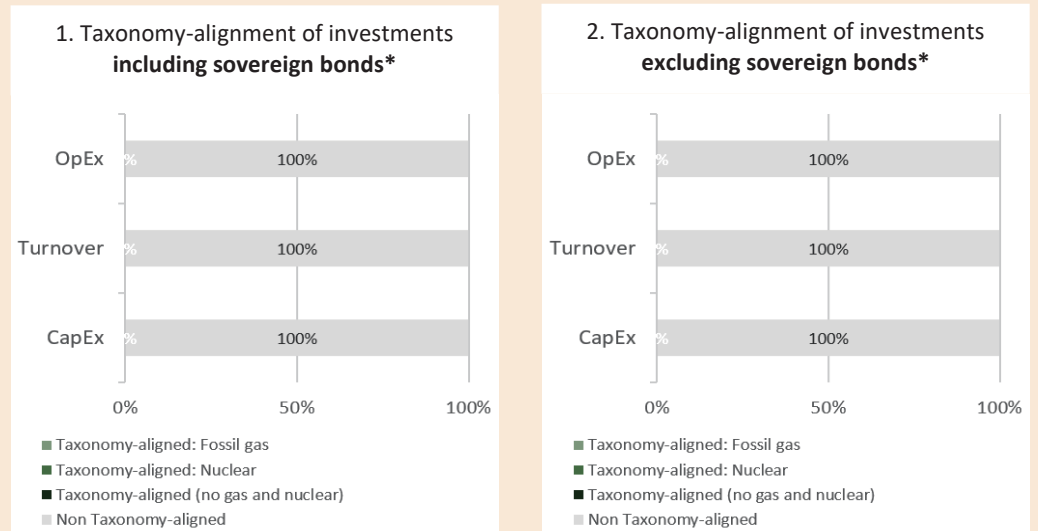 1. Taxonomy-alignment of investments
including sovereign bonds*
OpEx
%
100%
Turnover
%
100%
CapEx
%
100%
0%
50%
100%
Taxonomy-aligned: Fossil gas
Taxonomy-aligned: Nuclear
Taxonomy-aligned (no gas and nuclear)
Non Taxonomy-aligned
2. Taxonomy-alignment of investments
excluding sovereign bonds*
OpEx
%
100%
Turnover
%
100%
CapEx
%
100%
0%
50%
100%
Taxonomy-aligned: Fossil gas
Taxonomy-aligned: Nuclear
Taxonomy-aligned (no gas and nuclear)
Non Taxonomy-aligned